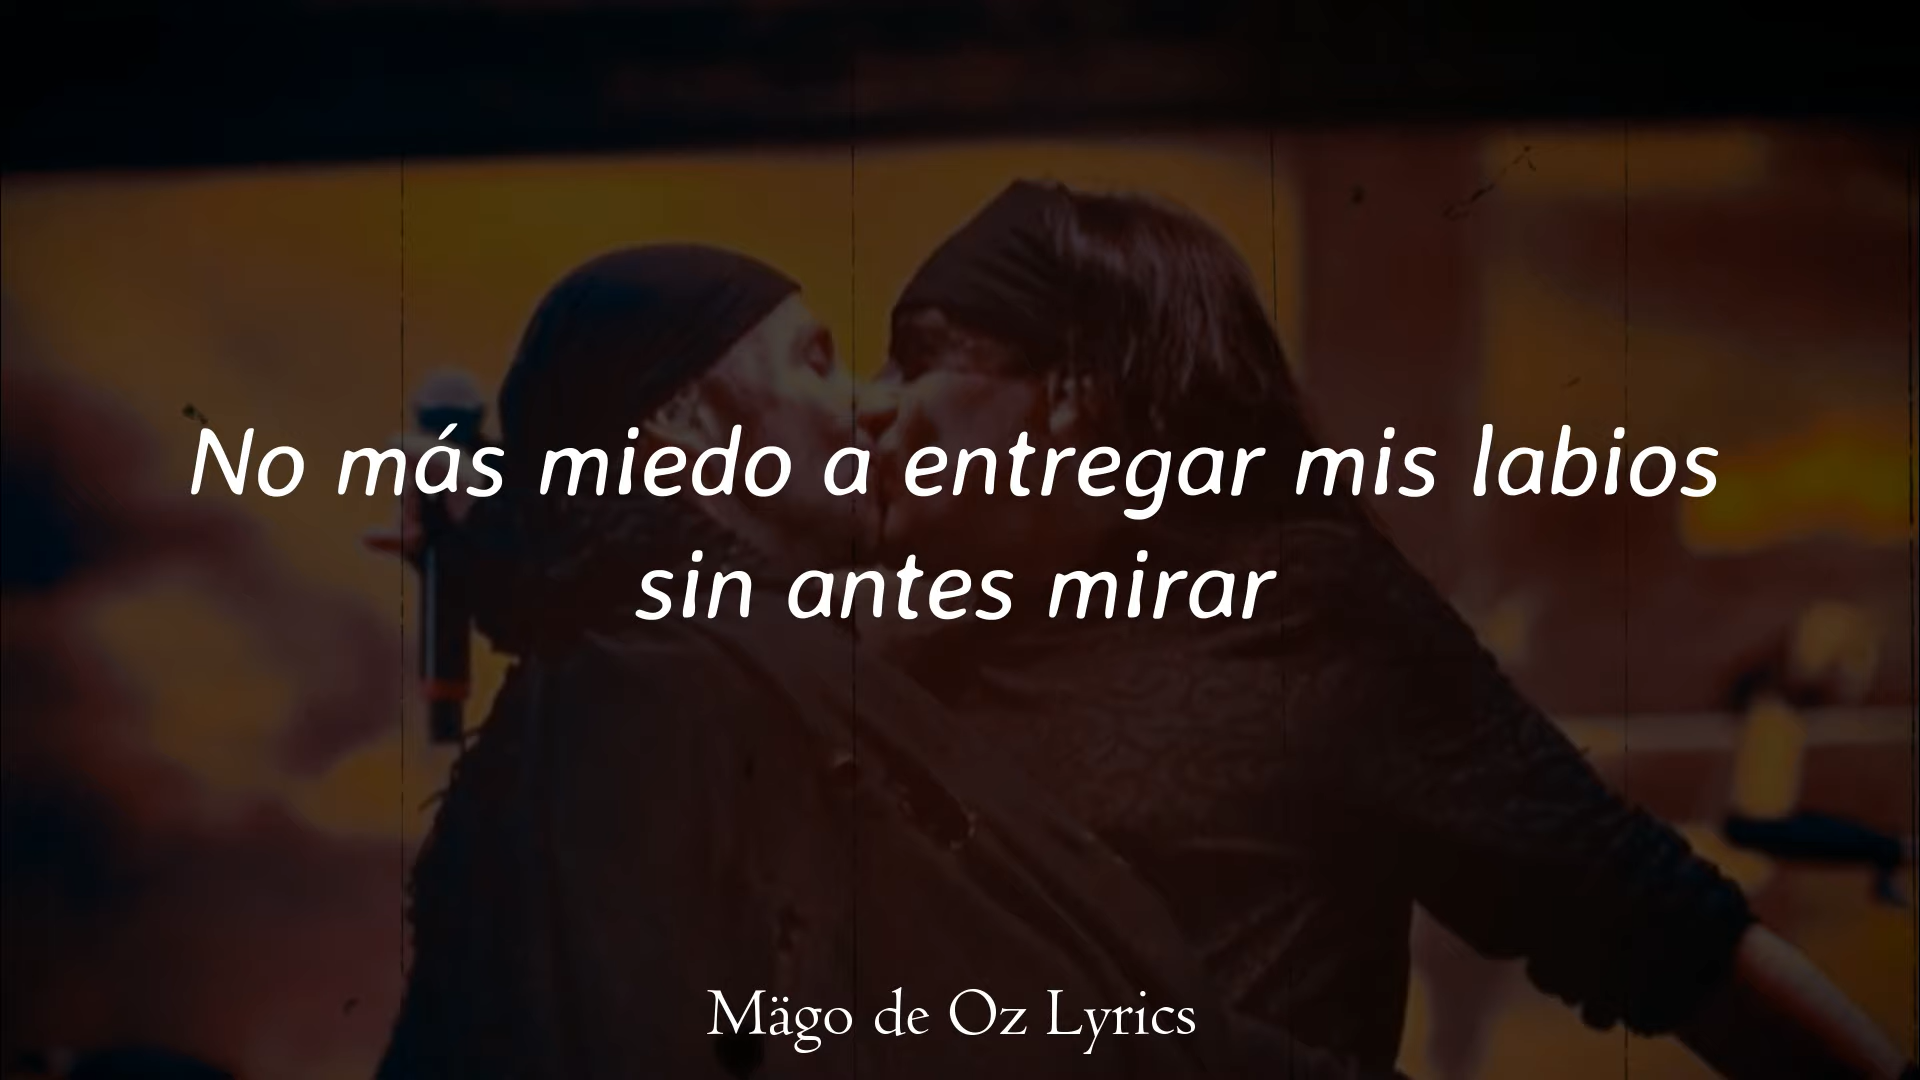 No más miedo a entregar mis labios
sin antes mirar
Mägo de Oz Lyrics